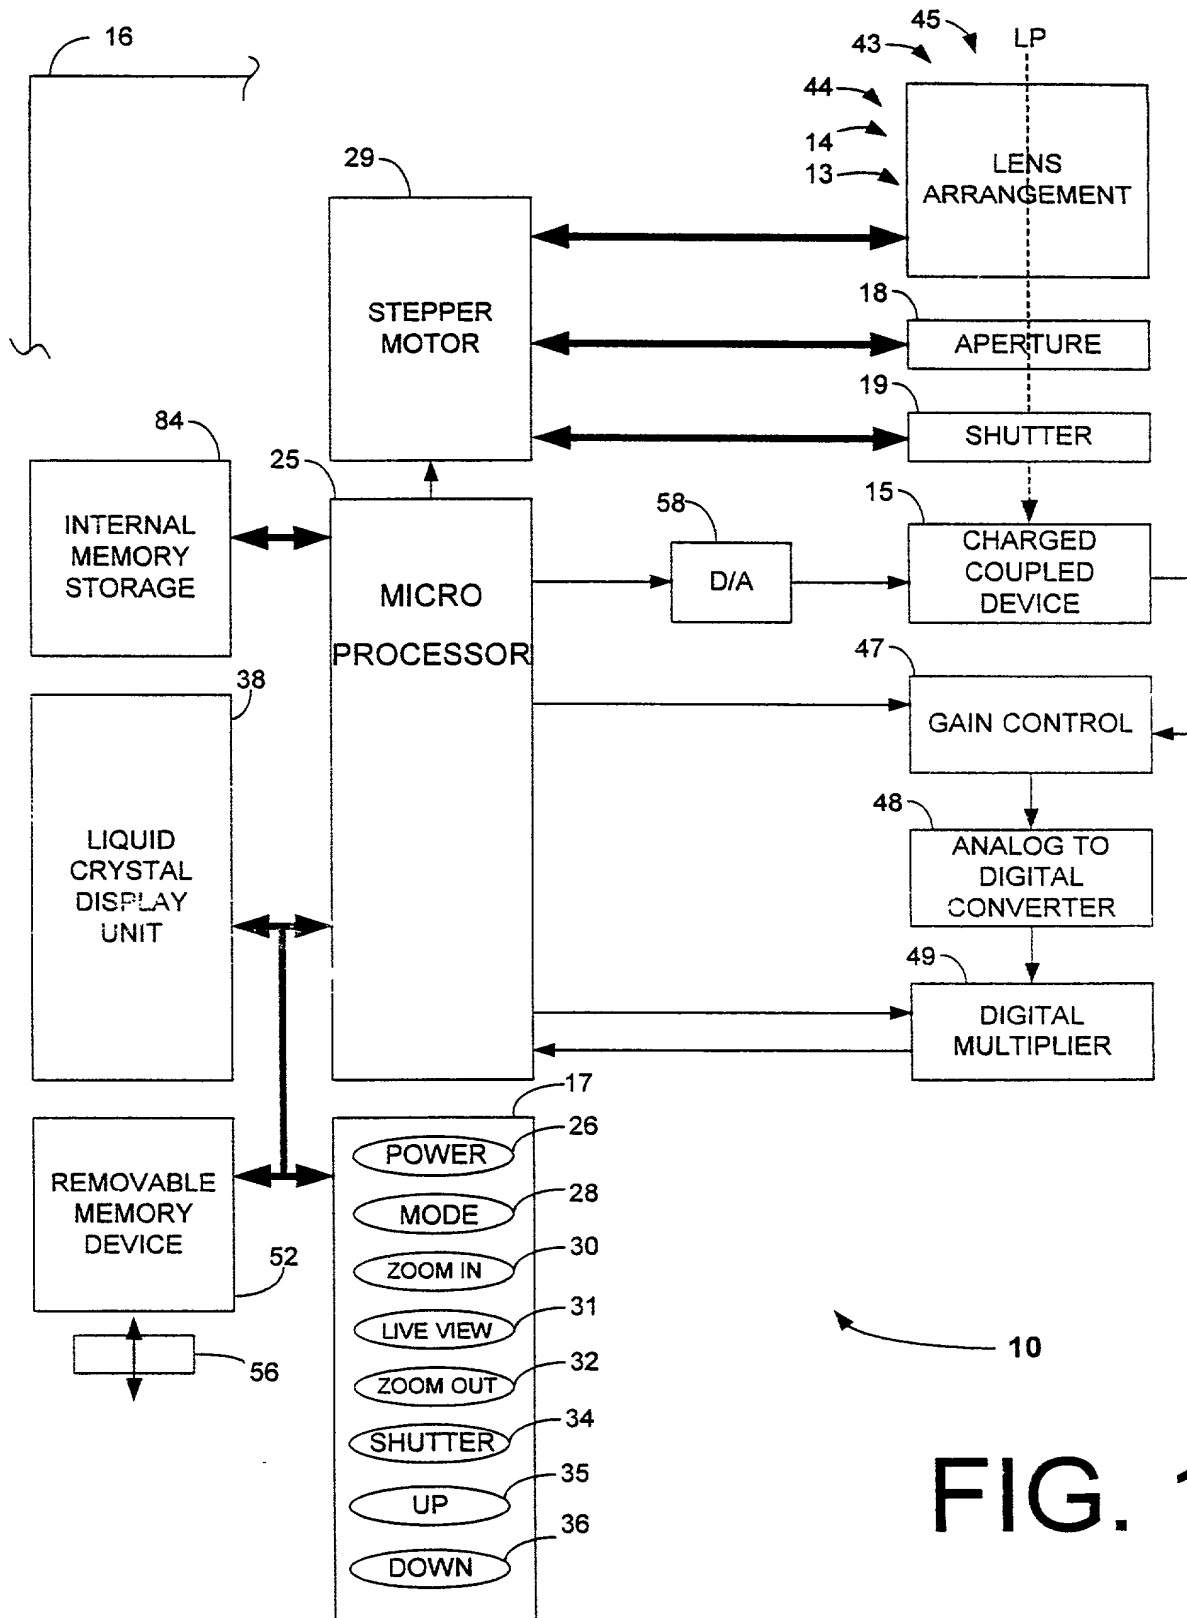 16
45
43
LP
44
14
13
LENS
ARRANGEMENT
29
STEPPER
MOTOR
18
APERTURE
19
SHUTTER
84
INTERNAL
MEMORY
STORAGE
25
MICRO
PROCESSOR
58
D/A
15
CHARGED
COUPLED
DEVICE
47
GAIN CONTROL
38
LIQUID
CRYSTAL
DISPLAY
UNIT
48
ANALOG TO
DIGITAL
CONVERTER
49
DIGITAL
MULTIPLIER
17
26
POWER
28
MODE
30
ZOOM IN
31
LIVE VIEW
32
ZOOM OUT
34
SHUTTER
35
UP
36
DOWN
REMOVABLE
MEMORY
DEVICE
52
56
10
FIG.